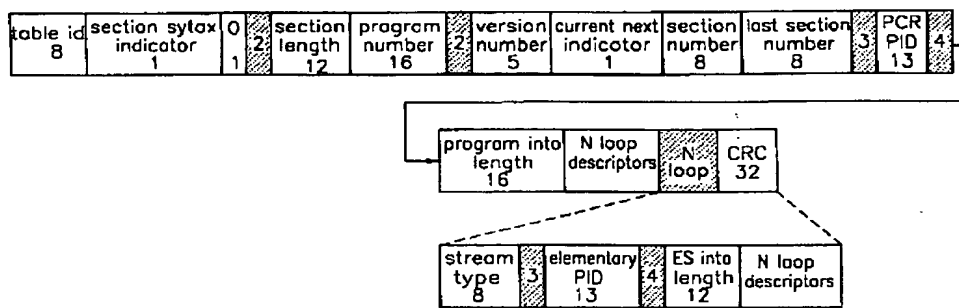 table id
8
section sytax
indicator
1
0
1
2
section
length
12
program
number
16
2
version
number
5
current next
indicator
1
section
number
8
last section
number
8
3
PCR
PID
13
4
program into
length
16
N loop
descriptors
N
loop
CRC
32
stream
type
8
3
elementary
PID
13
4
ES into
length
12
N loop
descriptors